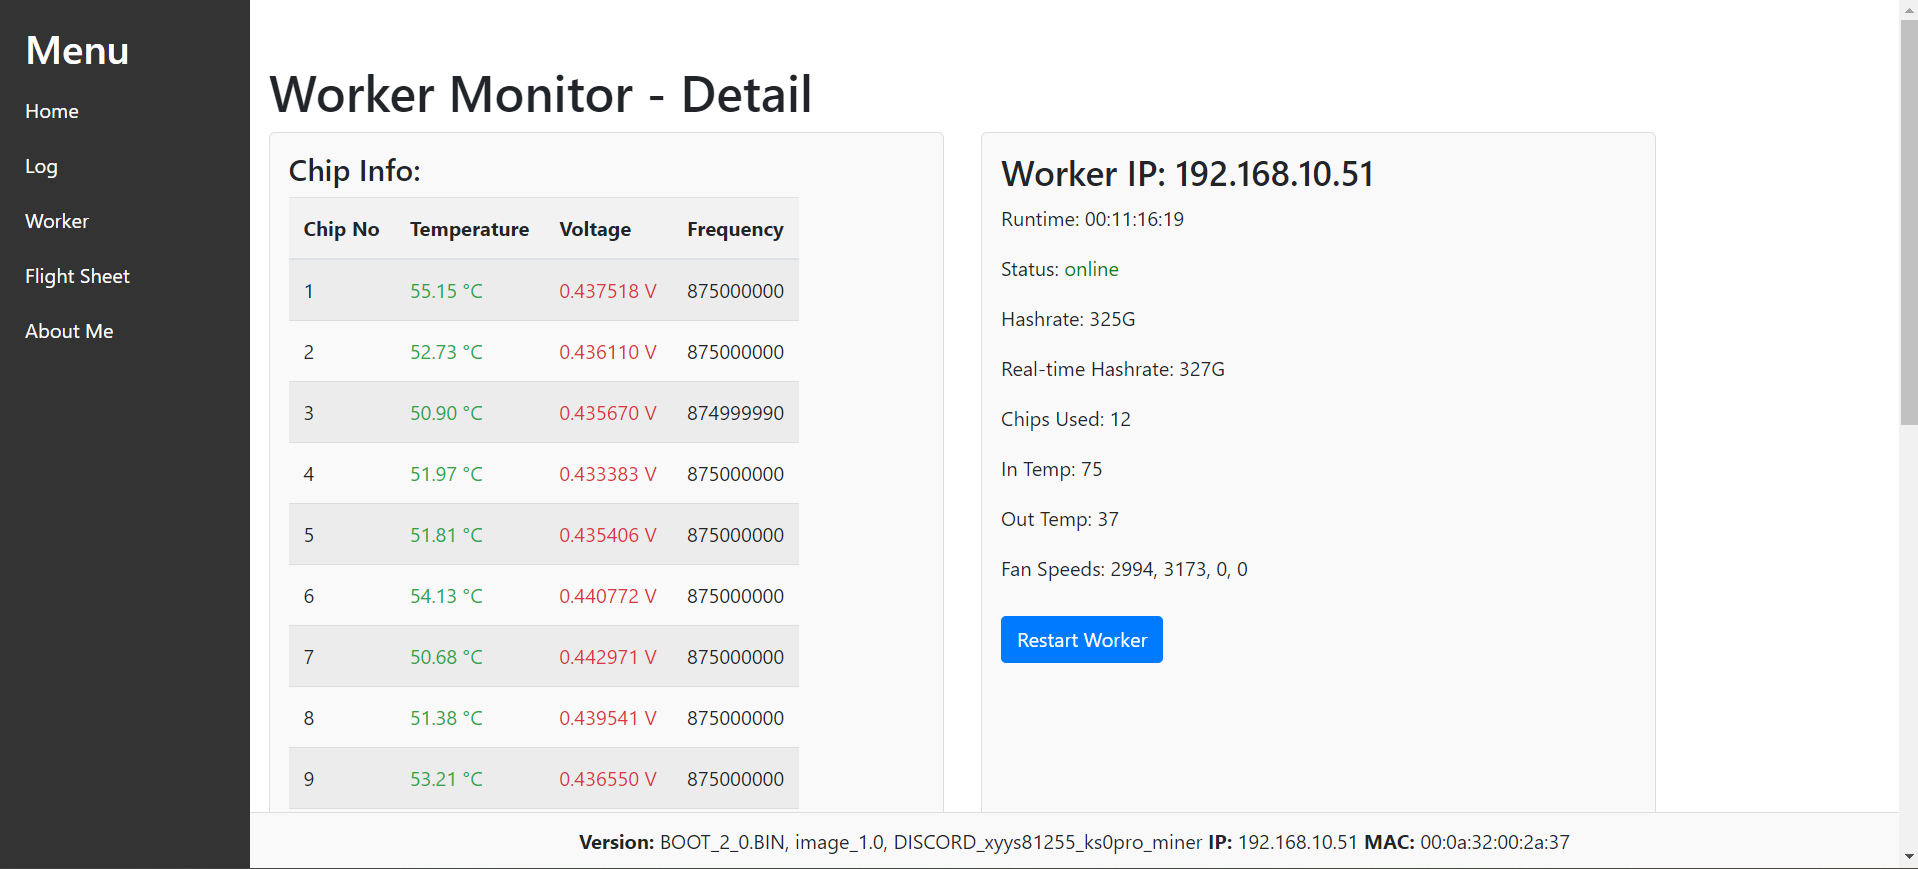 Menu
Home
Log
Worker
Flight Sheet
About Me
Worker Monitor - Detail
Chip Info:
Chip No Temperature Voltage Frequency
1 55.15 °C 0.437518 V 875000000
2 52.73 °C 0.436110 V 875000000
3 50.90 °C 0.435670 V 874999990
4 51.97 °C 0.433383 V 875000000
5 51.81 °C 0.435406 V 875000000
6 54.13 °C 0.440772 V 875000000
7 50.68 °C 0.442971 V 875000000
8 51.38 °C 0.439541 V 875000000
9 53.21 °C 0.436550 V 875000000
Worker IP: 192.168.10.51
Runtime: 00:11:16:19
Status: online
Hashrate: 325G
Real-time Hashrate: 327G
Chips Used: 12
In Temp: 75
Out Temp: 37
Fan Speeds: 2994, 3173, 0, 0
Restart Worker
Version: BOOT_2_0.BIN, image_1.0, DISCORD_xyys81255_ks0pro_miner IP: 192.168.10.51 MAC: 00:0a:32:00:2a:37